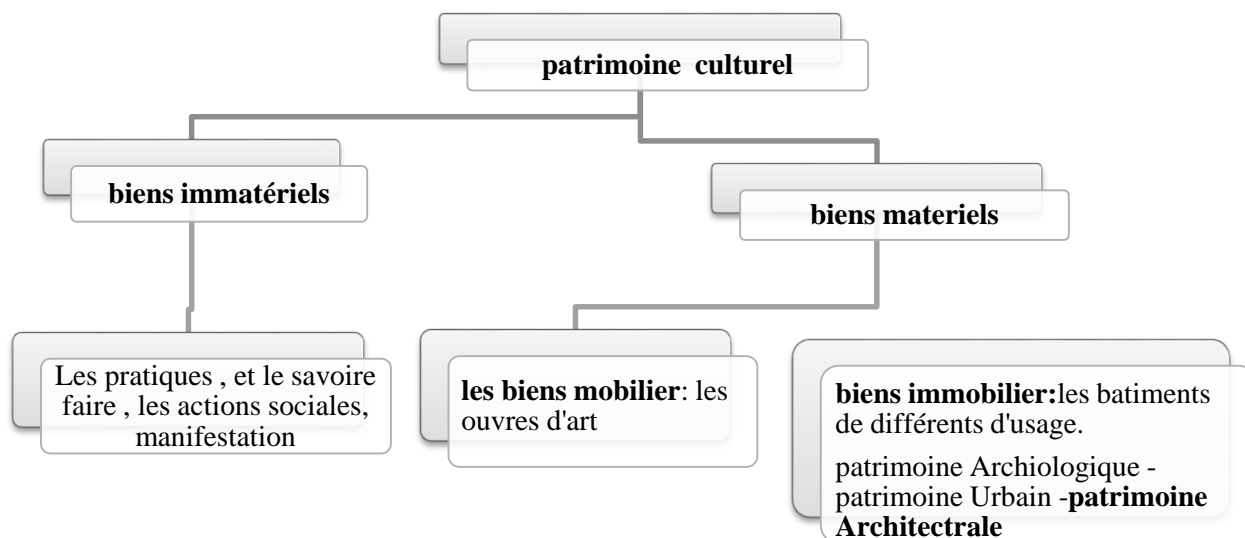 patrimoine culturel
biens immatériels
biens materiels
Les pratiques , et le savoire
faire , les actions sociales,
manifestation
les biens mobilier: les
ouvres d'art
biens immobilier:les batiments
de différents d'usage.
patrimoine Archiologique -
patrimoine Urbain -patrimoine
Architectrale